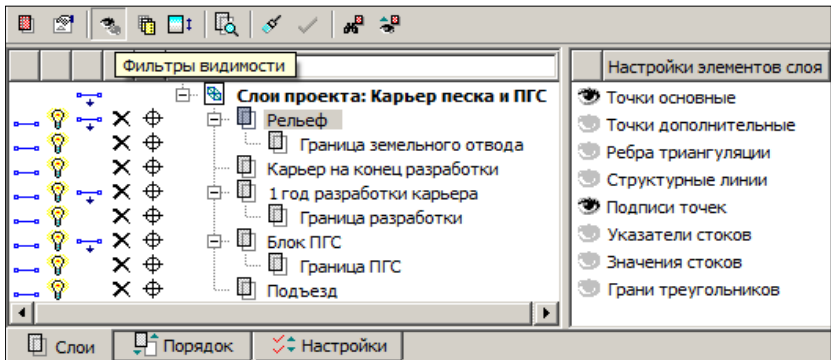 Фильтры видимости
Настройки элементов слоя
Слои проекта: Карьер песка и ПГС
Рельеф
Граница земельного отвода
Карьер на конец разработки
1 год разработки карьера
Граница разработки
Блок ПГС
Граница ПГС
Подъезд
Точки основные
Точки дополнительные
Ребра триангуляции
Структурные линии
Подписи точек
Указатели стоков
Значения стоков
Грани треугольников
Слои
Порядок
Настройки